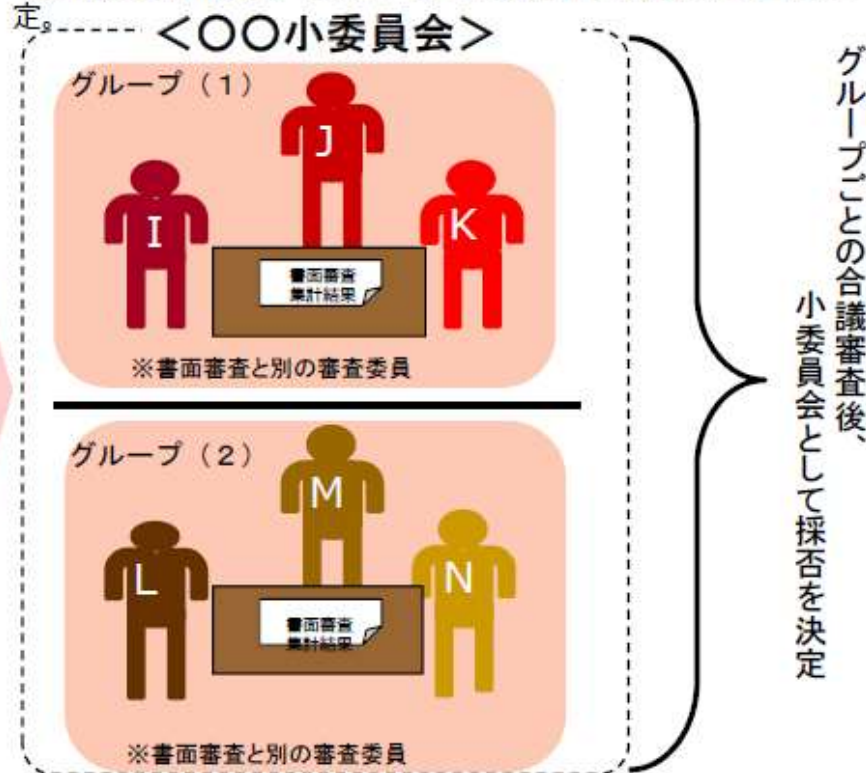 定。
＜〇〇小委員会＞
グループ（１）
J
I
K
書面審査
集計結果
※書面審査と別の審査委員
グループ（２）
M
L
N
書面審査
集計結果
※書面審査と別の審査委員
グループごとの合議審査後、
小委員会として採否を決定